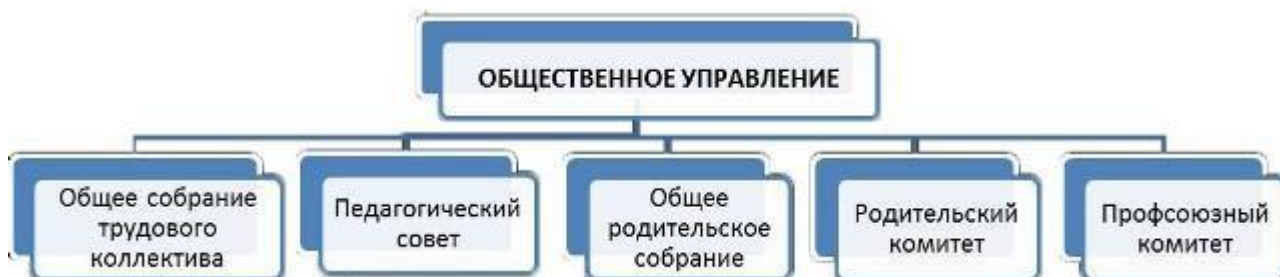 ОБЩЕСТВЕННОЕ УПРАВЛЕНИЕ
Общее собрание
трудового
коллектива
Педагогический
совет
Общее
родительское
собрание
Родительский
комитет
Профсоюзный
комитет